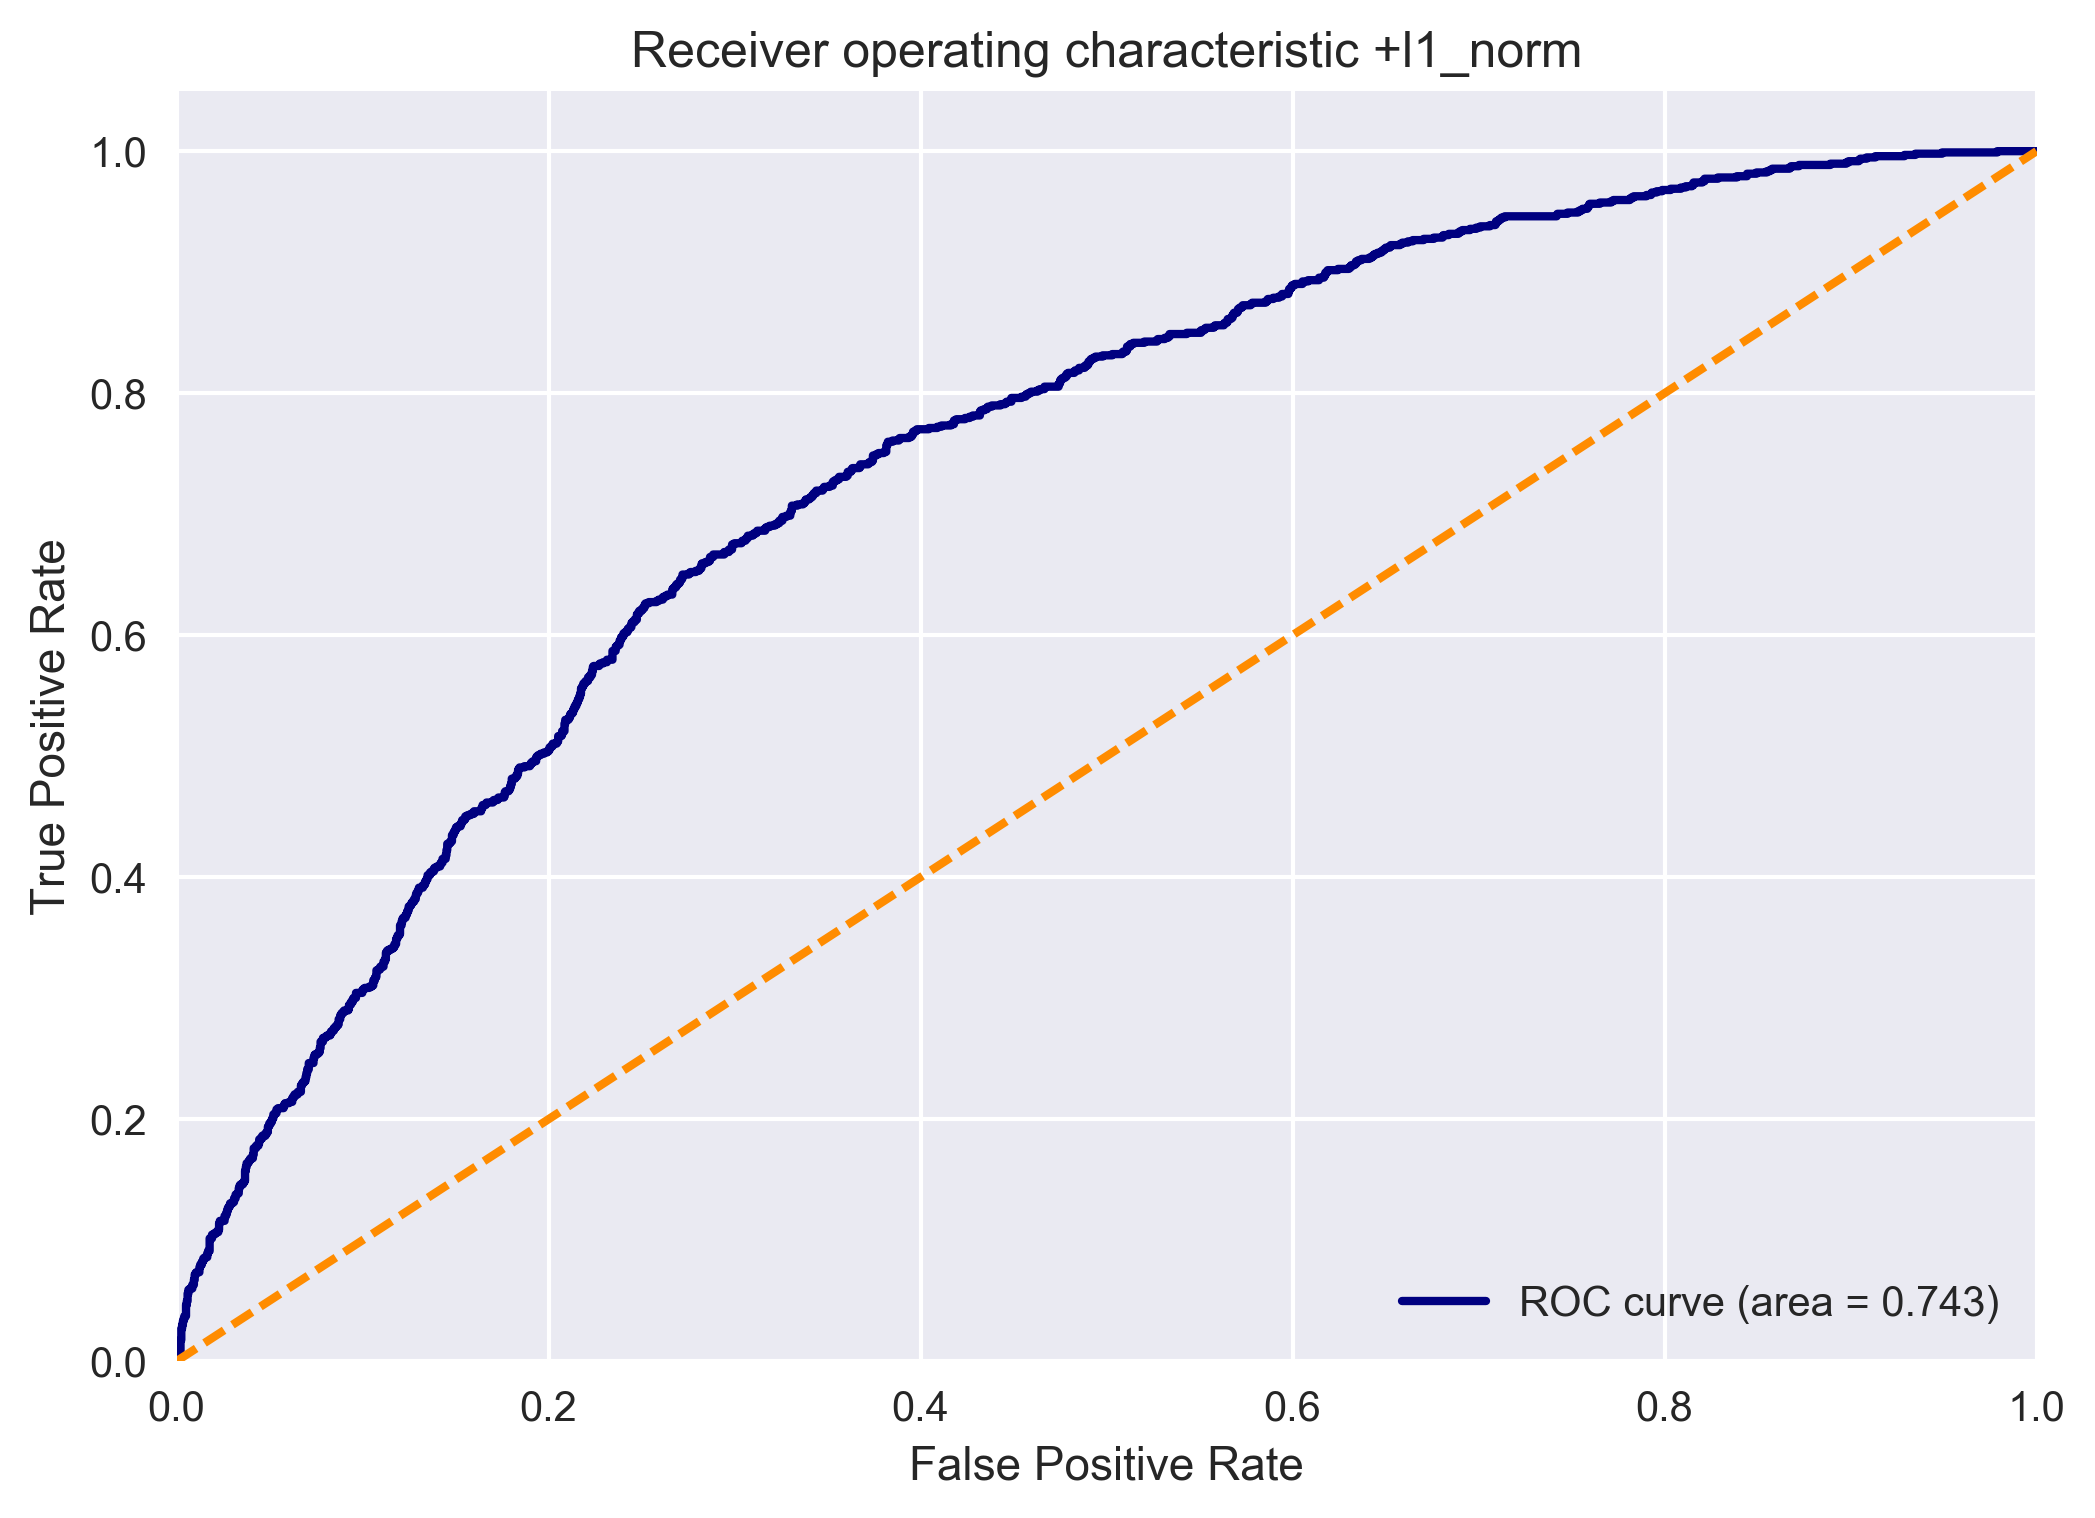 Receiver operating characteristic +l1_norm
1.0
0.8
0.6
0.4
0.2
0.0
True Positive Rate
ROC curve (area = 0.743)
0.0 0.2 0.4 0.6 0.8 1.0
False Positive Rate